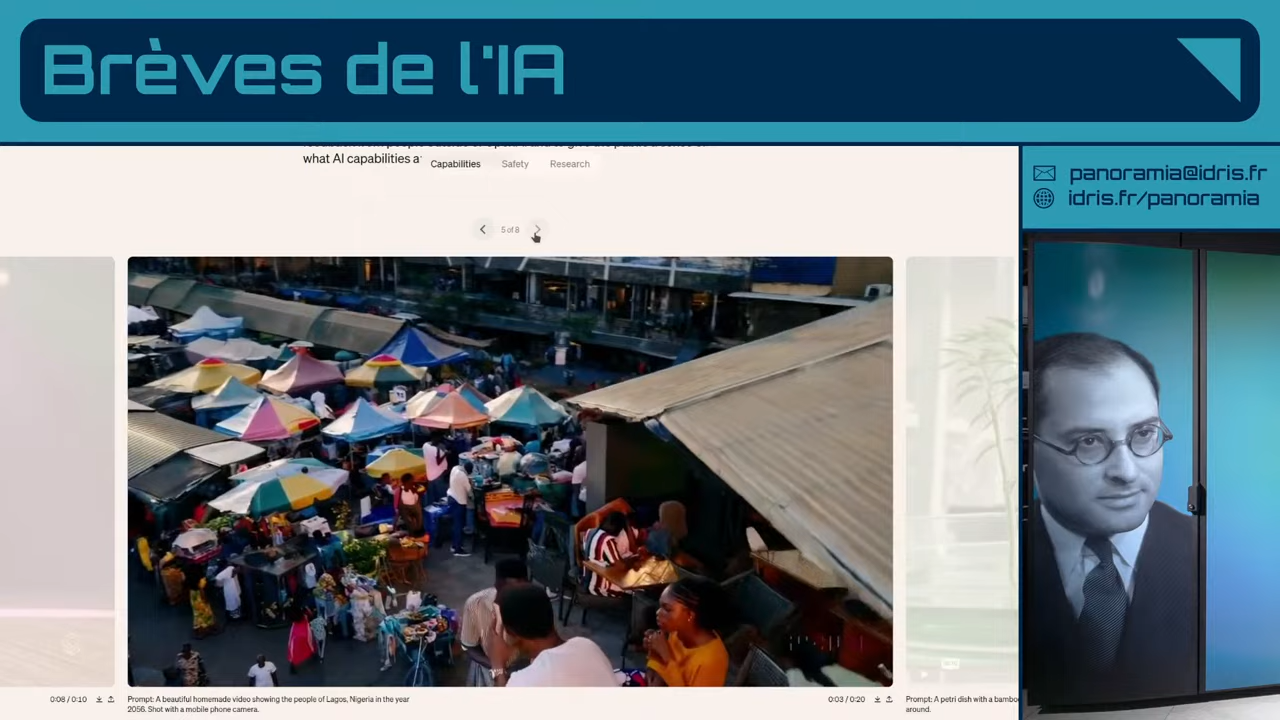 Brèves de l'IA
panoramia@idris.fr
idris.fr/panoramia
what AI capabilities a
Capabilities
Safety
Research
5 of 8
0:08 / 0:10
Prompt: A beautiful homemade video showing the people of Lagos, Nigeria in the year
2056. Shot with a mobile phone camera.
0:03 / 0:20
Prompt: A petri dish with a bamboo
around.